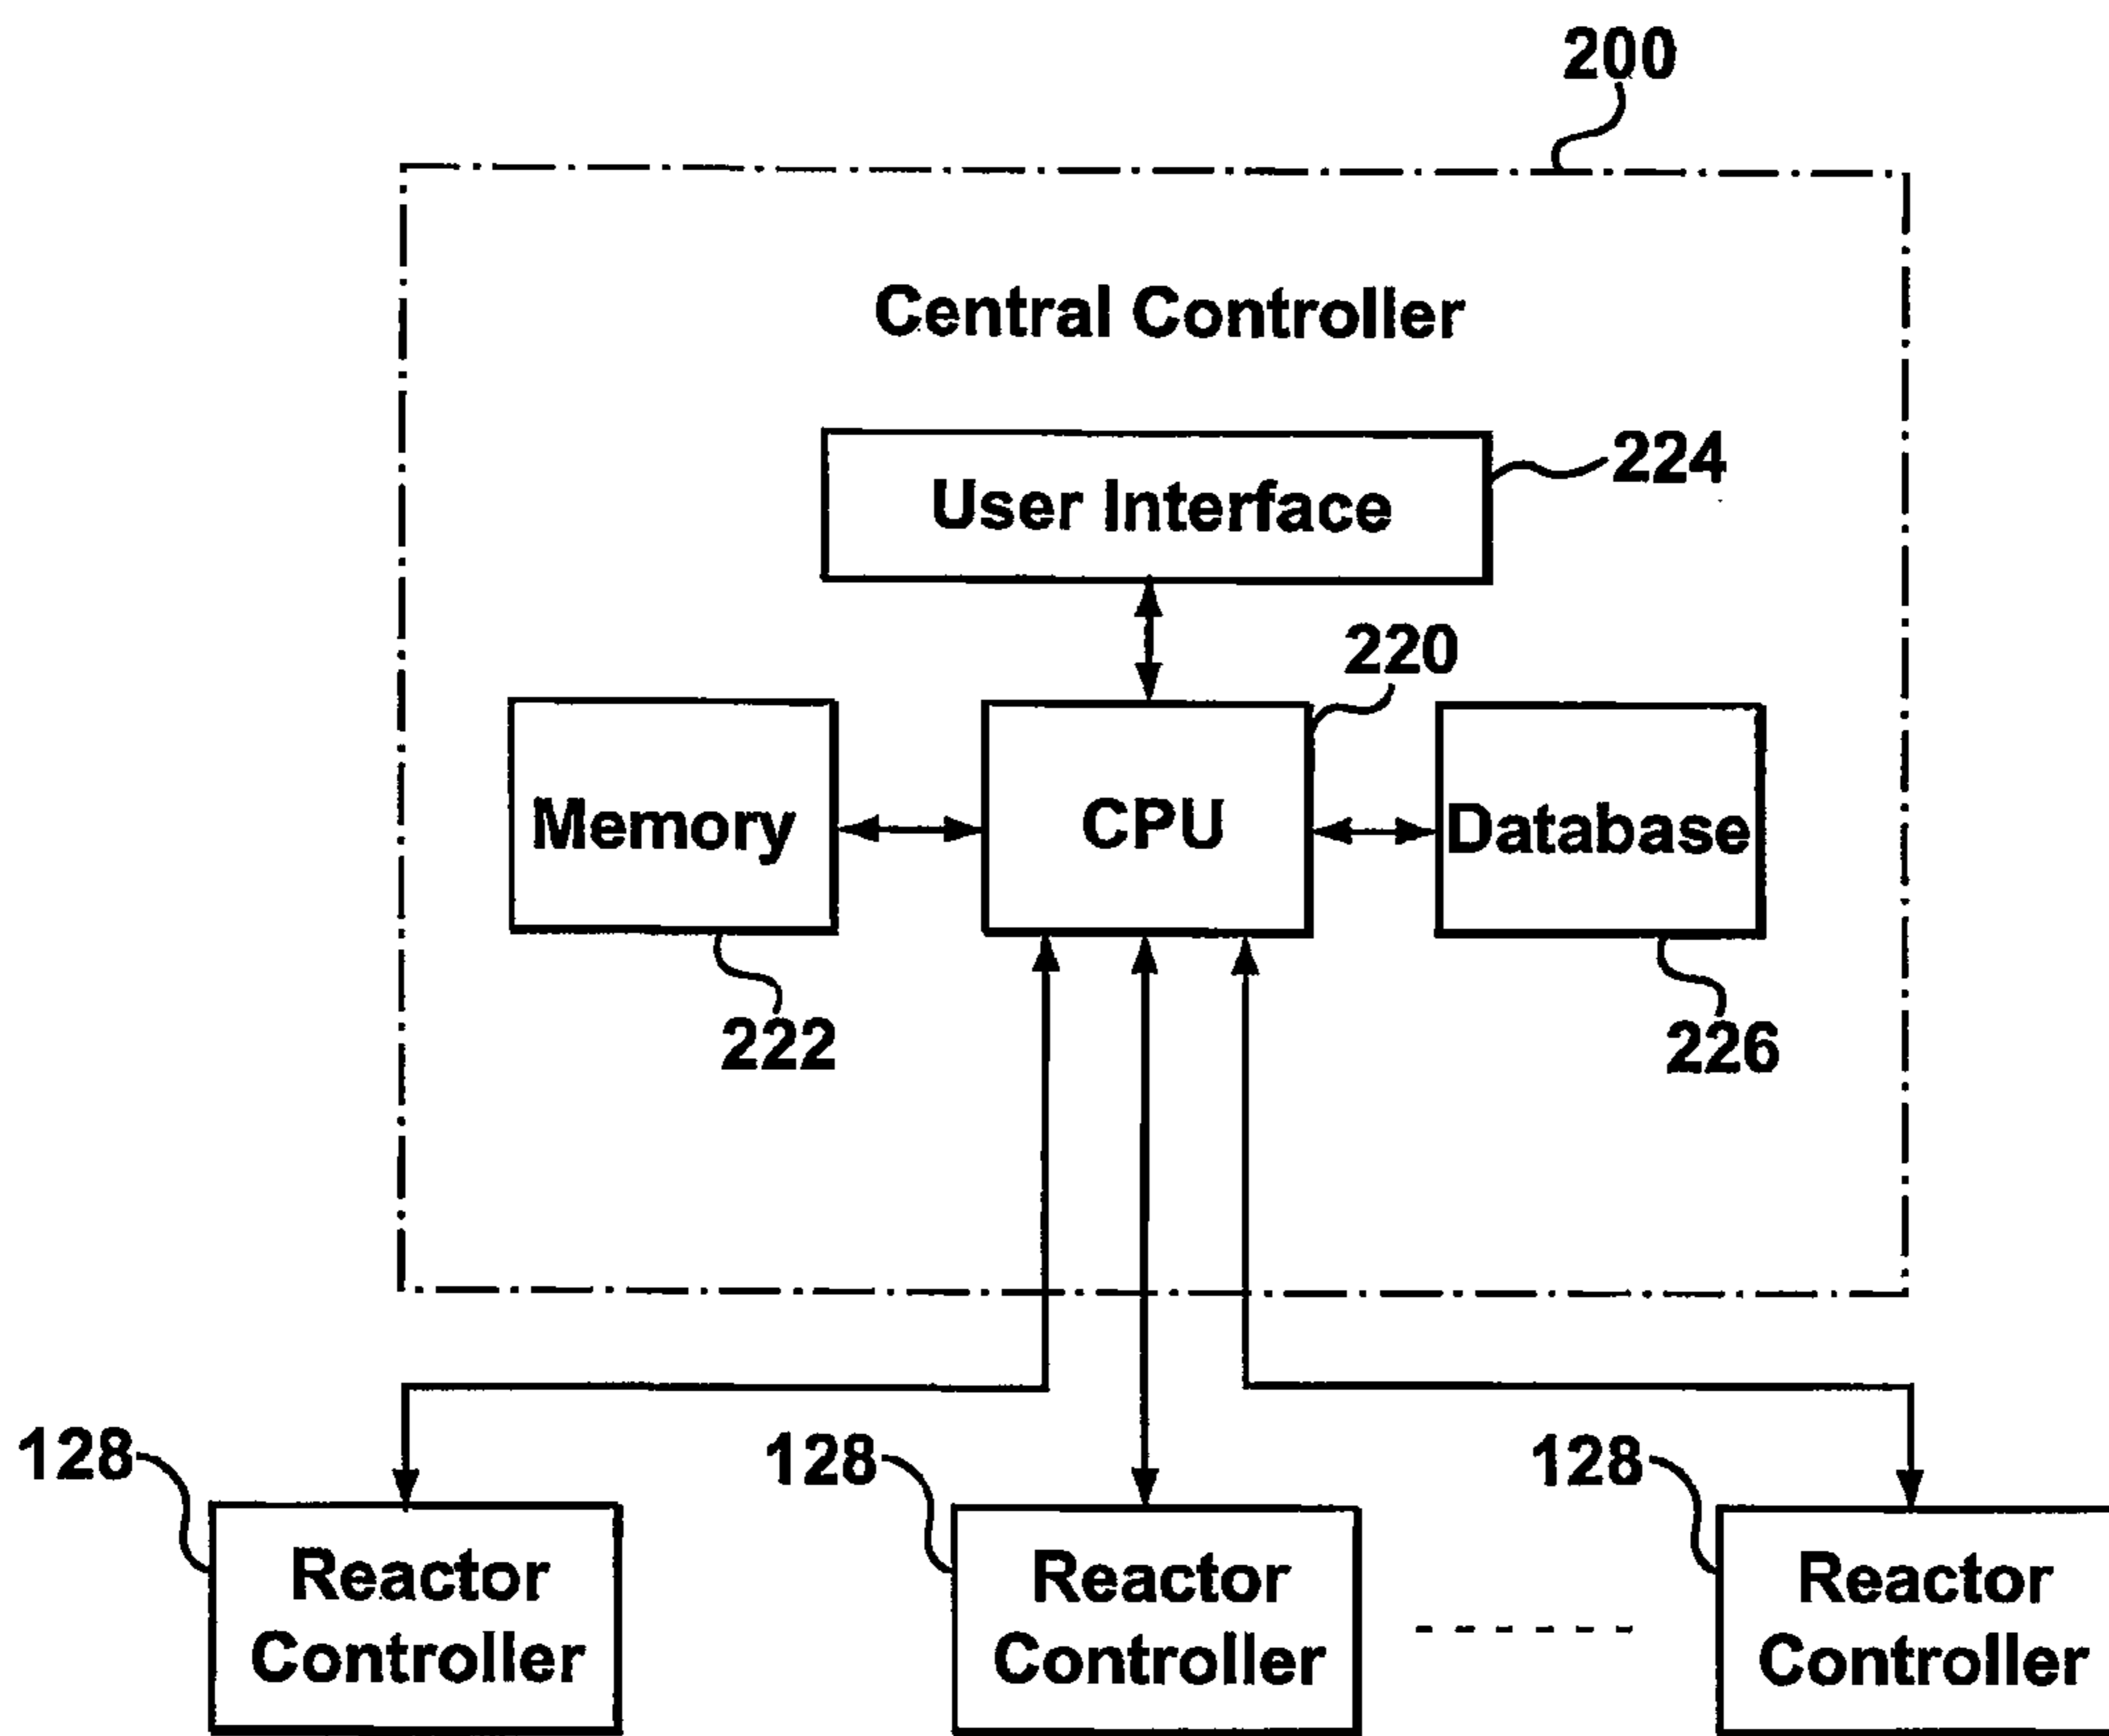 200
Central Controller
User Interface
224
220
Memory
CPU
Database
222
226
128
128
128
Reactor
Controller
Reactor
Controller
Reactor
Controller